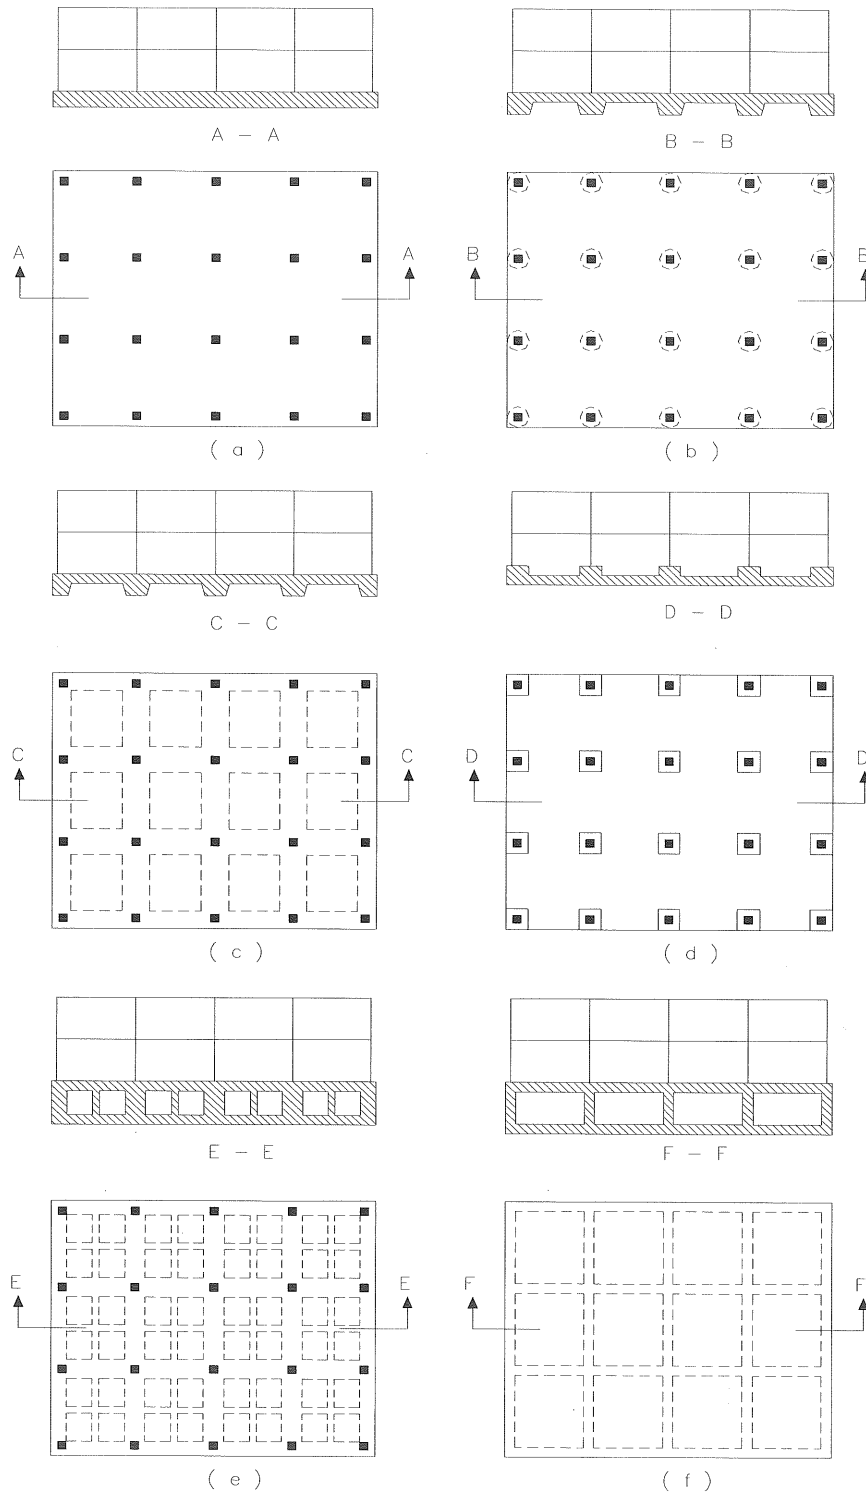 A – A
B – B
A
A
B
B
( a )
( b )
C – C
D – D
C
C
D
D
( c )
( d )
E – E
F – F
E
E
F
F
( e )
( f )